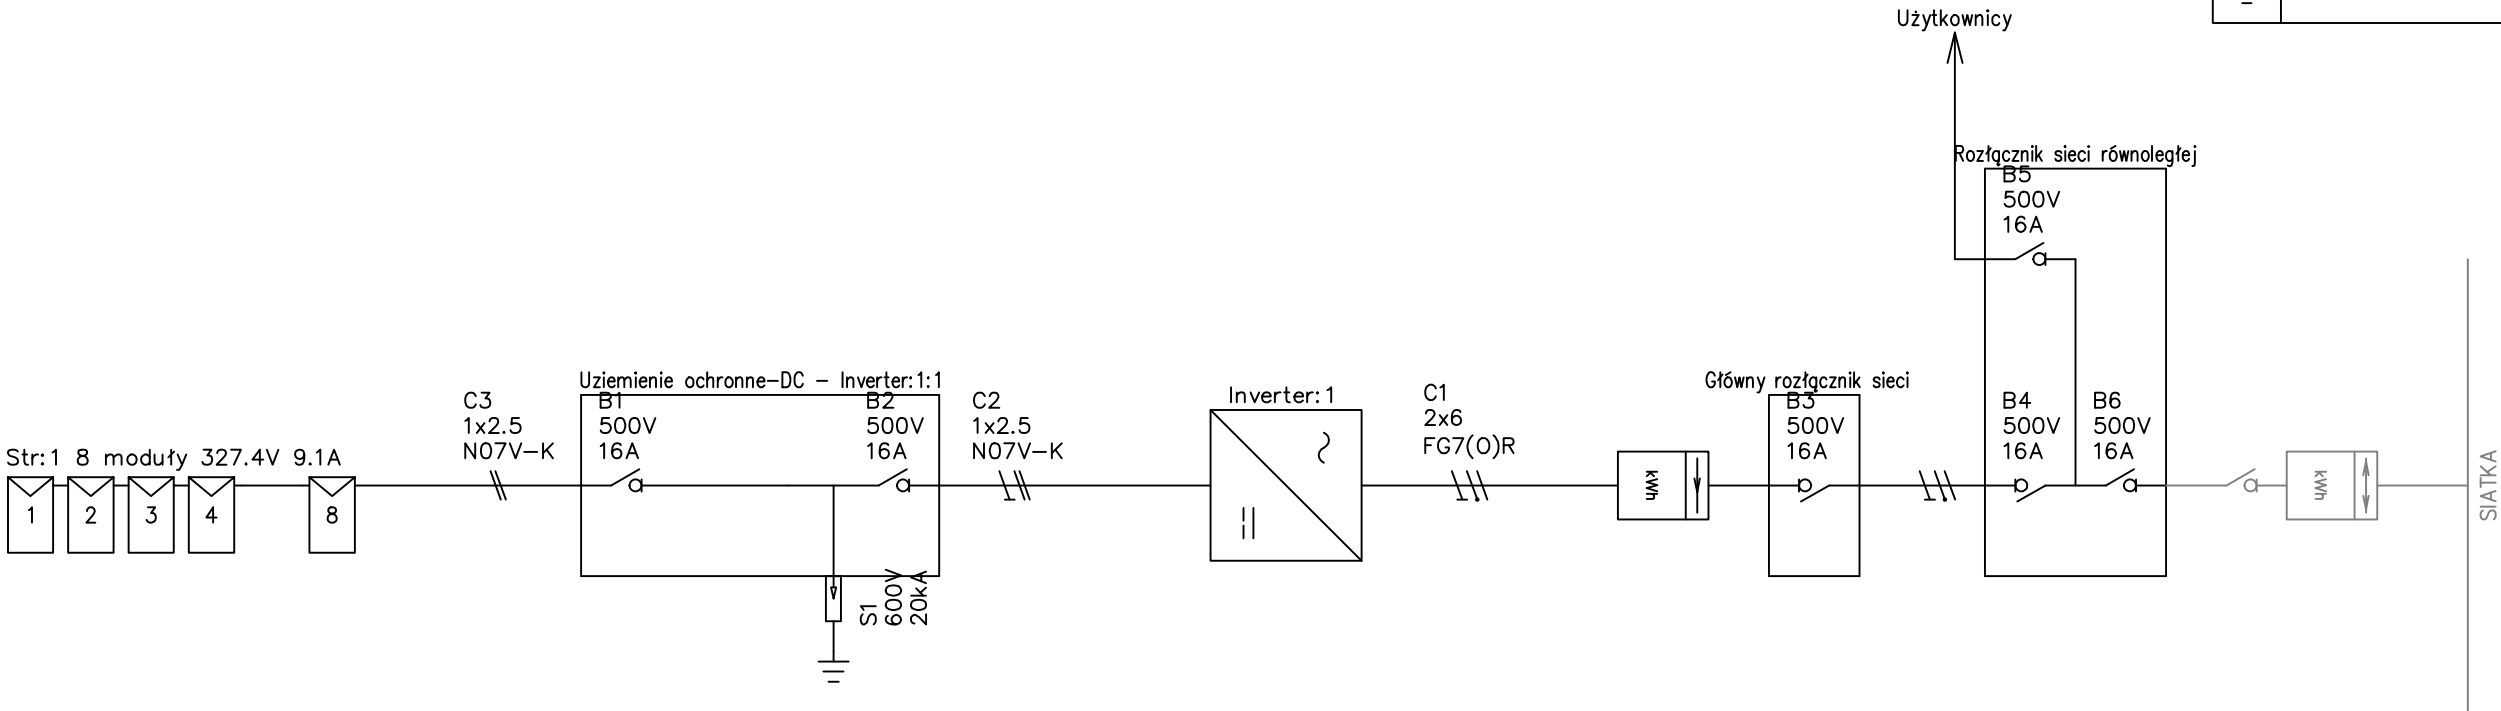 Użytkownicy
Rozłącznik sieci równoległej
B5
500V
16A
Uziemienie ochronne-DC - Inverter:1:1
Główny rozłącznik sieci
C3
1x2.5
N07V-K
B1
500V
16A
B2
500V
16A
C2
1x2.5
N07V-K
Inverter:1
C1
2x6
FG7(O)R
B3
500V
16A
B4
500V
16A
B6
500V
16A
Str:1 8 moduły 327.4V 9.1A
1
2
3
4
8
kWh
kWh
SIATKA
S1
600V
20kA